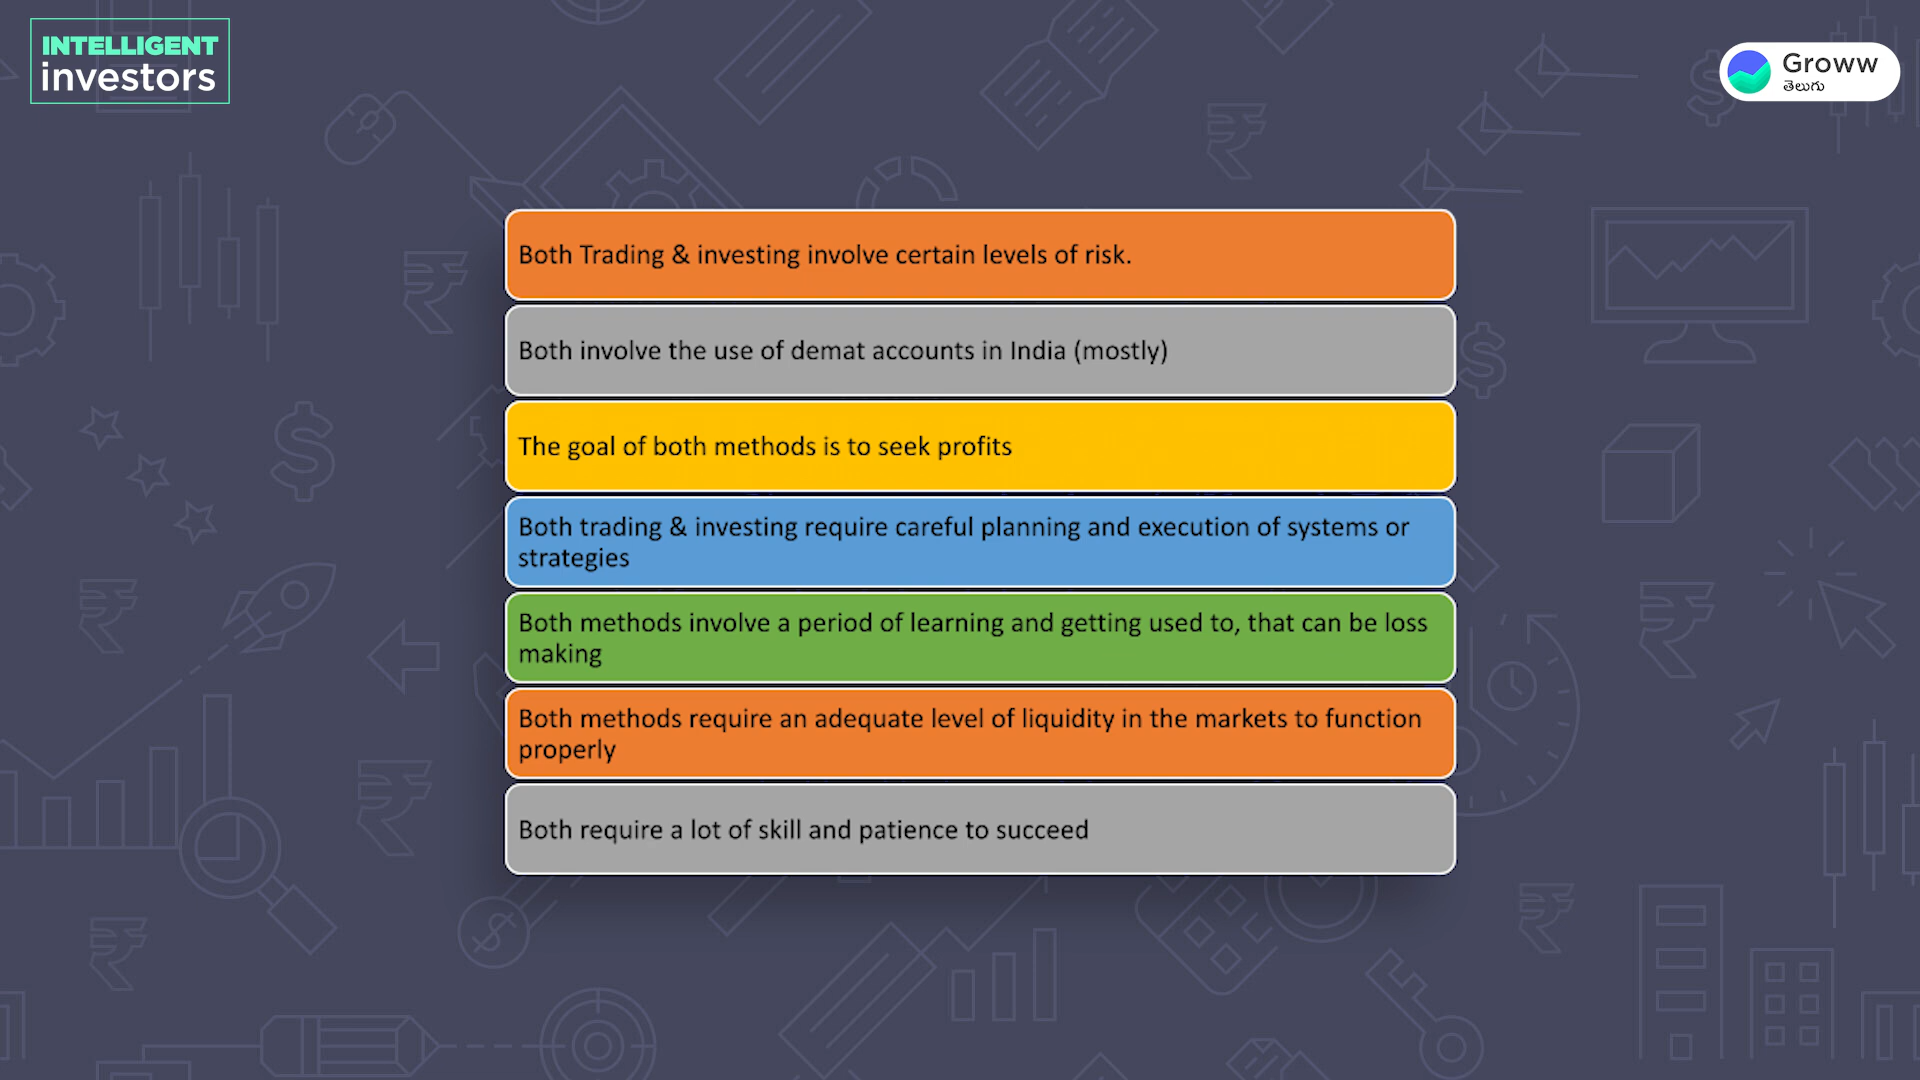 INTELLIGENT
investors
Groww
తెలుగు
Both Trading & investing involve certain levels of risk.
Both involve the use of demat accounts in India (mostly)
The goal of both methods is to seek profits
Both trading & investing require careful planning and execution of systems or
strategies
Both methods involve a period of learning and getting used to, that can be loss
making
Both methods require an adequate level of liquidity in the markets to function
properly
Both require a lot of skill and patience to succeed